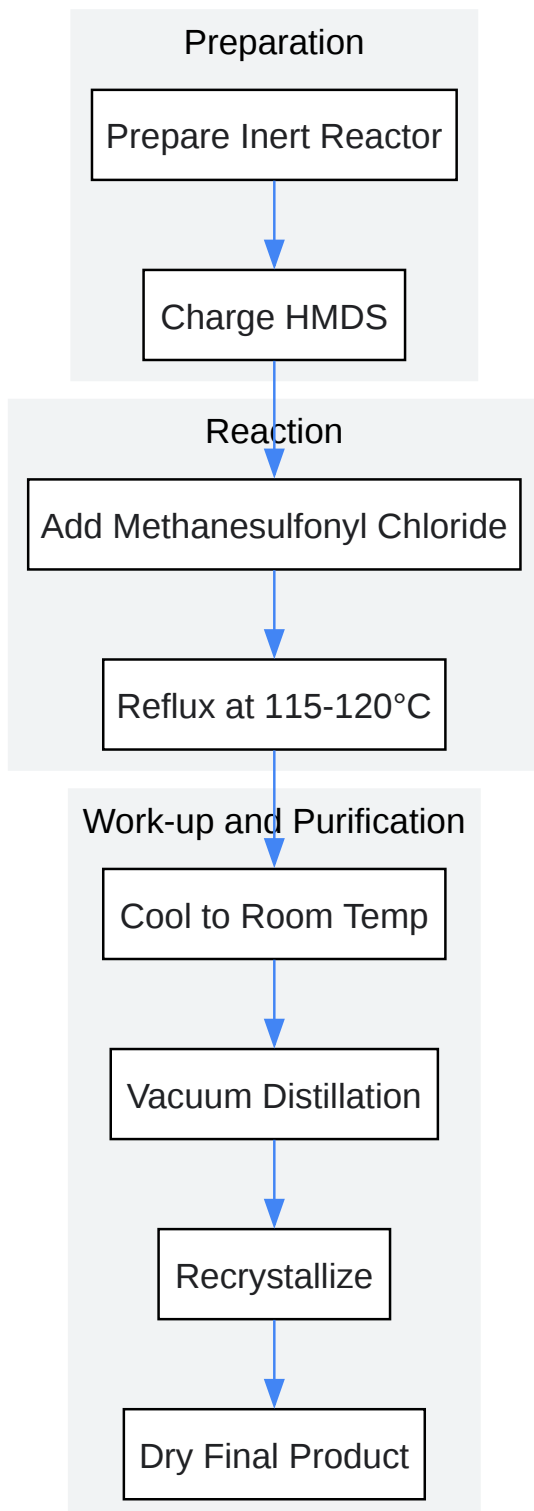 Preparation
Prepare Inert Reactor
Charge HMDS
Reaction
Add Methanesulfonyl Chloride
Reflux at 115-120°C
Work-up and Purification
Cool to Room Temp
Vacuum Distillation
Recrystallize
Dry Final Product